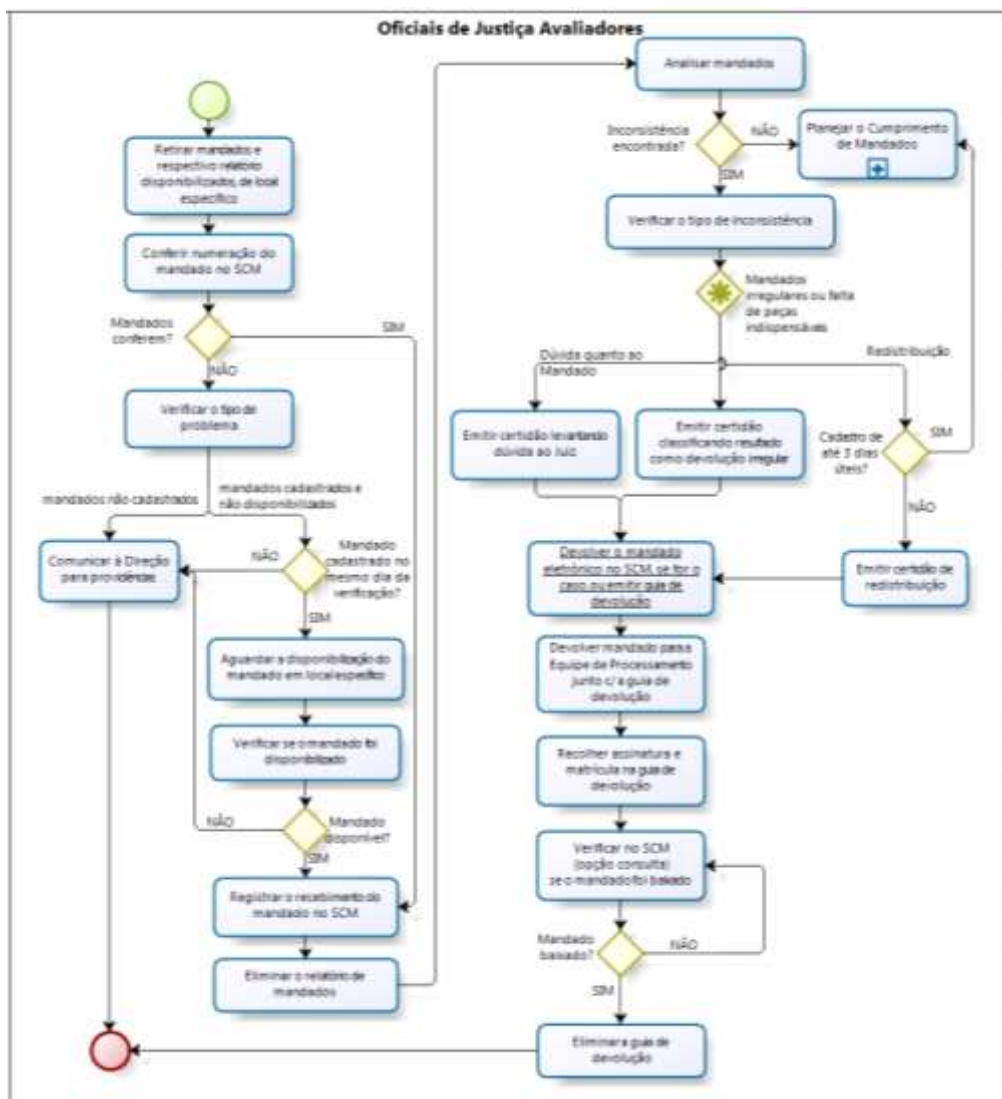 Oficiais de Justiça Avaliadores
Retirar mandados e
respectivo relatório
disponibilizados, de local
específico
Conferir numeração do
mandado no SCM
Mandados
conferem?
SIM
NÃO
Verificar o tipo de
problema
mandados não cadastrados
mandados cadastrados e
não disponibilizados
Comunicar à Direção
para providências
NÃO
Mandado
cadastrado no
mesmo dia da
verificação?
SIM
Aguardar a disponibilização do
mandado em local específico
Verificar se o mandado foi
disponibilizado
NÃO
Mandado
disponível?
SIM
Registrar o recebimento do
mandado no SCM
Eliminar o relatório de
mandados
Analisar mandados
Inconsistência
encontrada?
NÃO
SIM
Planejar o Cumprimento
de Mandados
Verificar o tipo de inconsistência
Mandados
irregulares ou falta
de peças
indispensáveis
Dúvida quanto ao
Mandado
Redistribuição
Emitir certidão levantando
dúvida ao Juiz
Emitir certidão
classificando resultado
como devolução irregular
Cadastro de
até 3 dias
úteis?
SIM
NÃO
Devolver o mandado
eletrônico no SCM, se for o
caso ou emitir guia de
devolução
Emitir certidão de
redistribuição
Devolver mandado para a
Equipe de Processamento
junto c/ a guia de
devolução
Recolher assinatura e
matrícula na guia de
devolução
Verificar no SCM
(opção consulta)
se o mandado foi baixado
Mandado
baixado?
NÃO
SIM
Eliminar a guia de
devolução